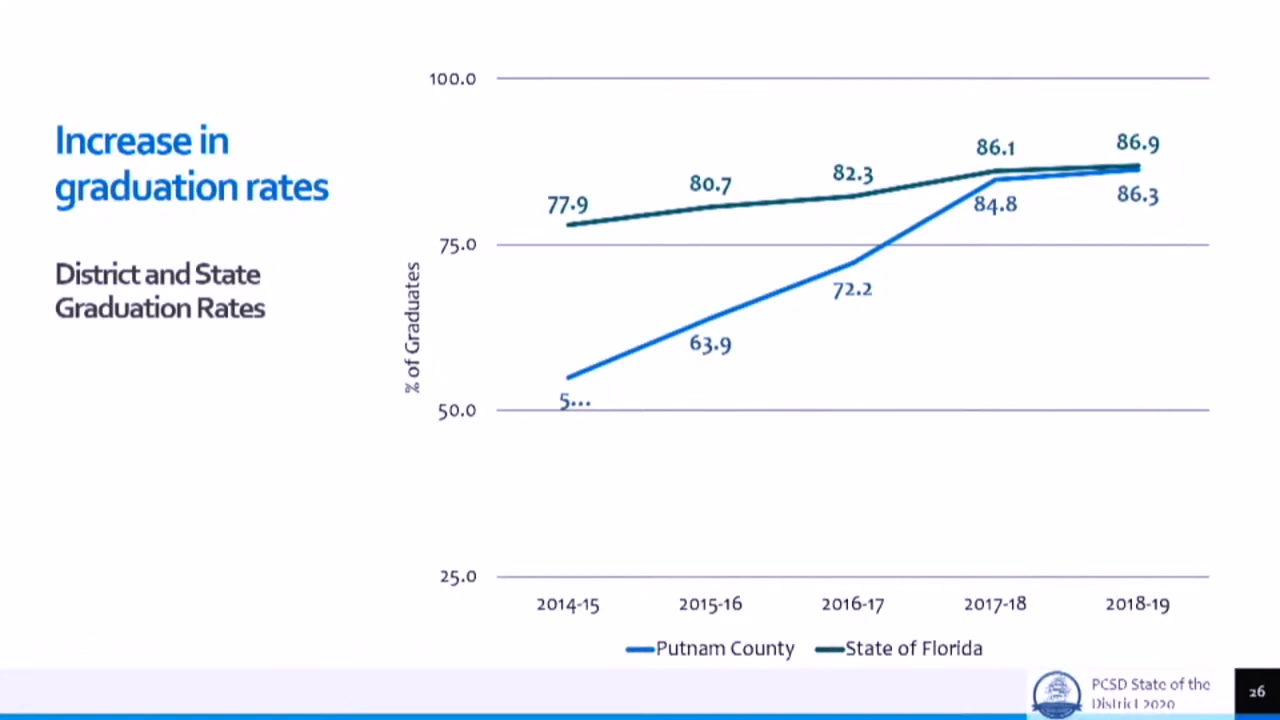 Increase in
graduation rates
District and State
Graduation Rates
% of Graduates
100.0
75.0
50.0
25.0
77.9
80.7
82.3
86.1
86.9
5...
63.9
72.2
84.8
86.3
2014-15
2015-16
2016-17
2017-18
2018-19
Putnam County
State of Florida
PCSD State of the
District 2020
26